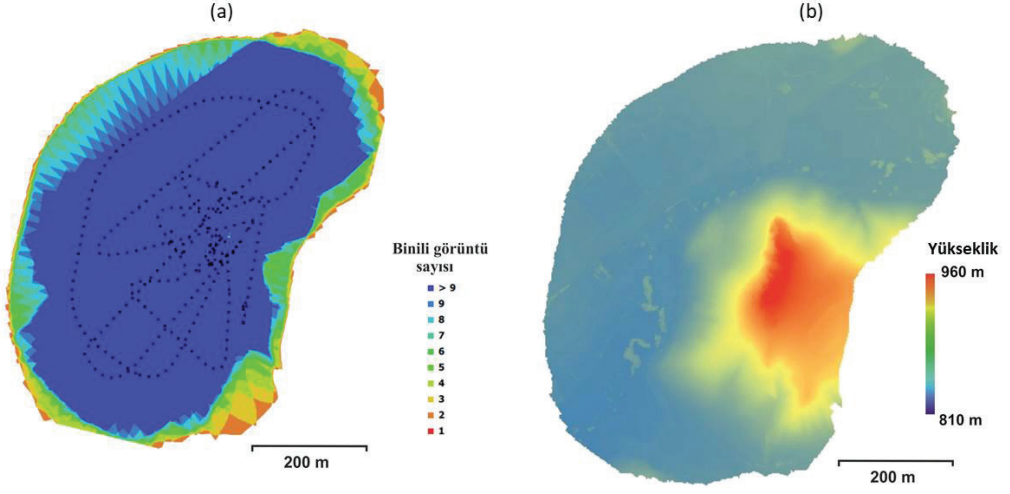 (a)
(b)
Binili görüntü
sayısı
> 9
9
8
7
6
5
4
3
2
1
200 m
Yükseklik
960 m
810 m
200 m